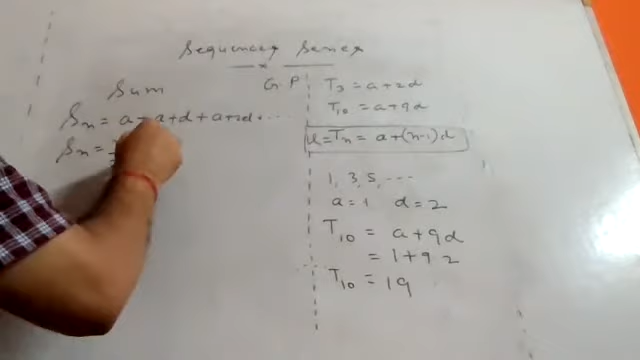 Sequences Series
Sum
Sn = a + a+d + a+2d + ...
Sn =
G.P
T3 = a+2d
T10 = a+9d
l = Tn = a+(n-1).d
1, 3, 5, ...
a=1 d=2
T10 = a+9d
= 1+9.2
T10 = 19